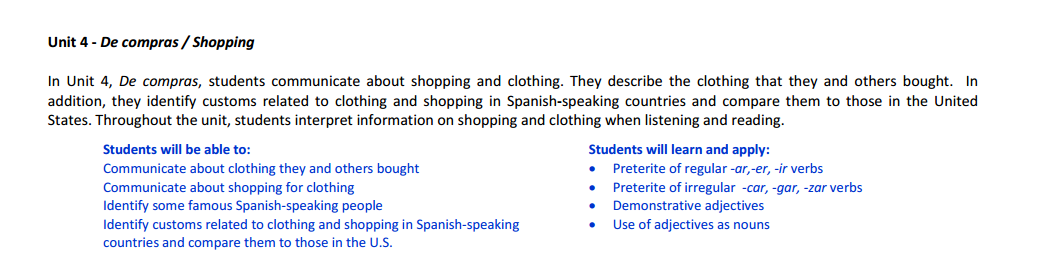 Unit 4 - De compras / Shopping
In Unit 4, De compras, students communicate about shopping and clothing. They describe the clothing that they and others bought. In
addition, they identify customs related to clothing and shopping in Spanish-speaking countries and compare them to those in the United
States. Throughout the unit, students interpret information on shopping and clothing when listening and reading.
Students will be able to:
Communicate about clothing they and others bought
Communicate about shopping for clothing
Identify some famous Spanish-speaking people
Identify customs related to clothing and shopping in Spanish-speaking
countries and compare them to those in the U.S.
Students will learn and apply:
• Preterite of regular -ar,-er, -ir verbs
• Preterite of irregular -car, -gar, -zar verbs
• Demonstrative adjectives
• Use of adjectives as nouns